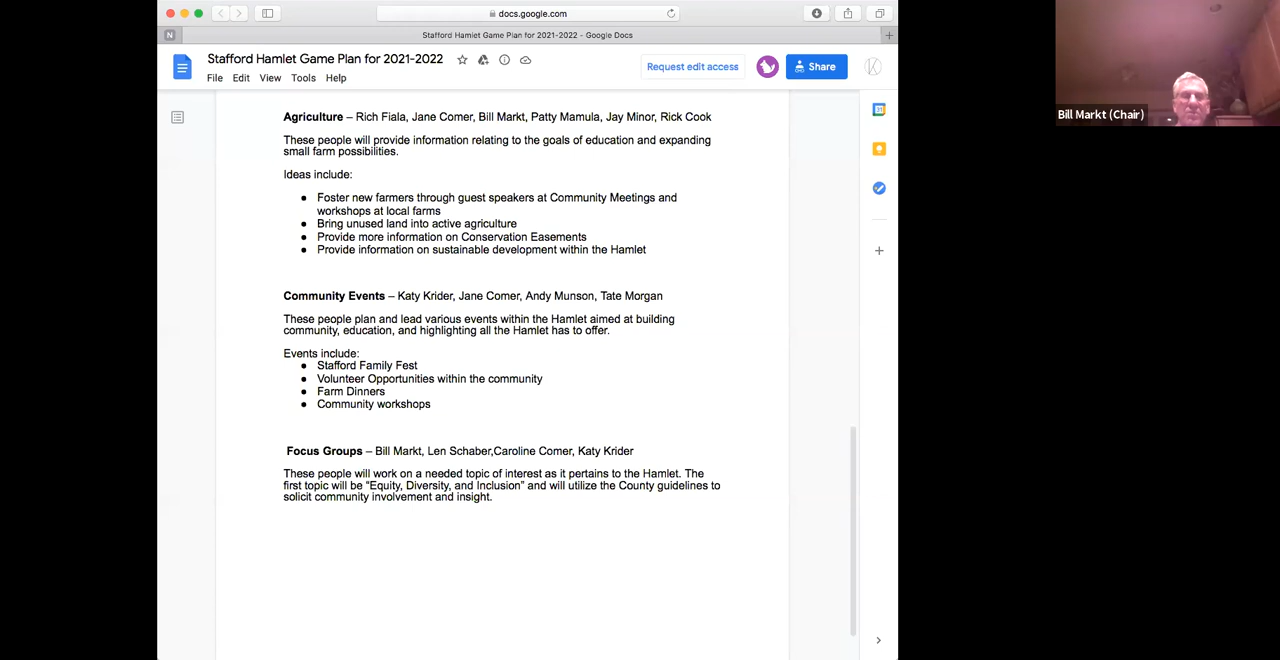 docs.google.com
N
Stafford Hamlet Game Plan for 2021-2022 - Google Docs
Stafford Hamlet Game Plan for 2021-2022
File Edit View Tools Help
Request edit access
Share
Agriculture – Rich Fiala, Jane Comer, Bill Markt, Patty Mamula, Jay Minor, Rick Cook
These people will provide information relating to the goals of education and expanding
small farm possibilities.
Ideas include:
● Foster new farmers through guest speakers at Community Meetings and
workshops at local farms
● Bring unused land into active agriculture
● Provide more information on Conservation Easements
● Provide information on sustainable development within the Hamlet
Community Events – Katy Krider, Jane Comer, Andy Munson, Tate Morgan
These people plan and lead various events within the Hamlet aimed at building
community, education, and highlighting all the Hamlet has to offer.
Events include:
● Stafford Family Fest
● Volunteer Opportunities within the community
● Farm Dinners
● Community workshops
Focus Groups – Bill Markt, Len Schaber,Caroline Comer, Katy Krider
These people will work on a needed topic of interest as it pertains to the Hamlet. The
first topic will be “Equity, Diversity, and Inclusion” and will utilize the County guidelines to
solicit community involvement and insight.
Bill Markt (Chair)